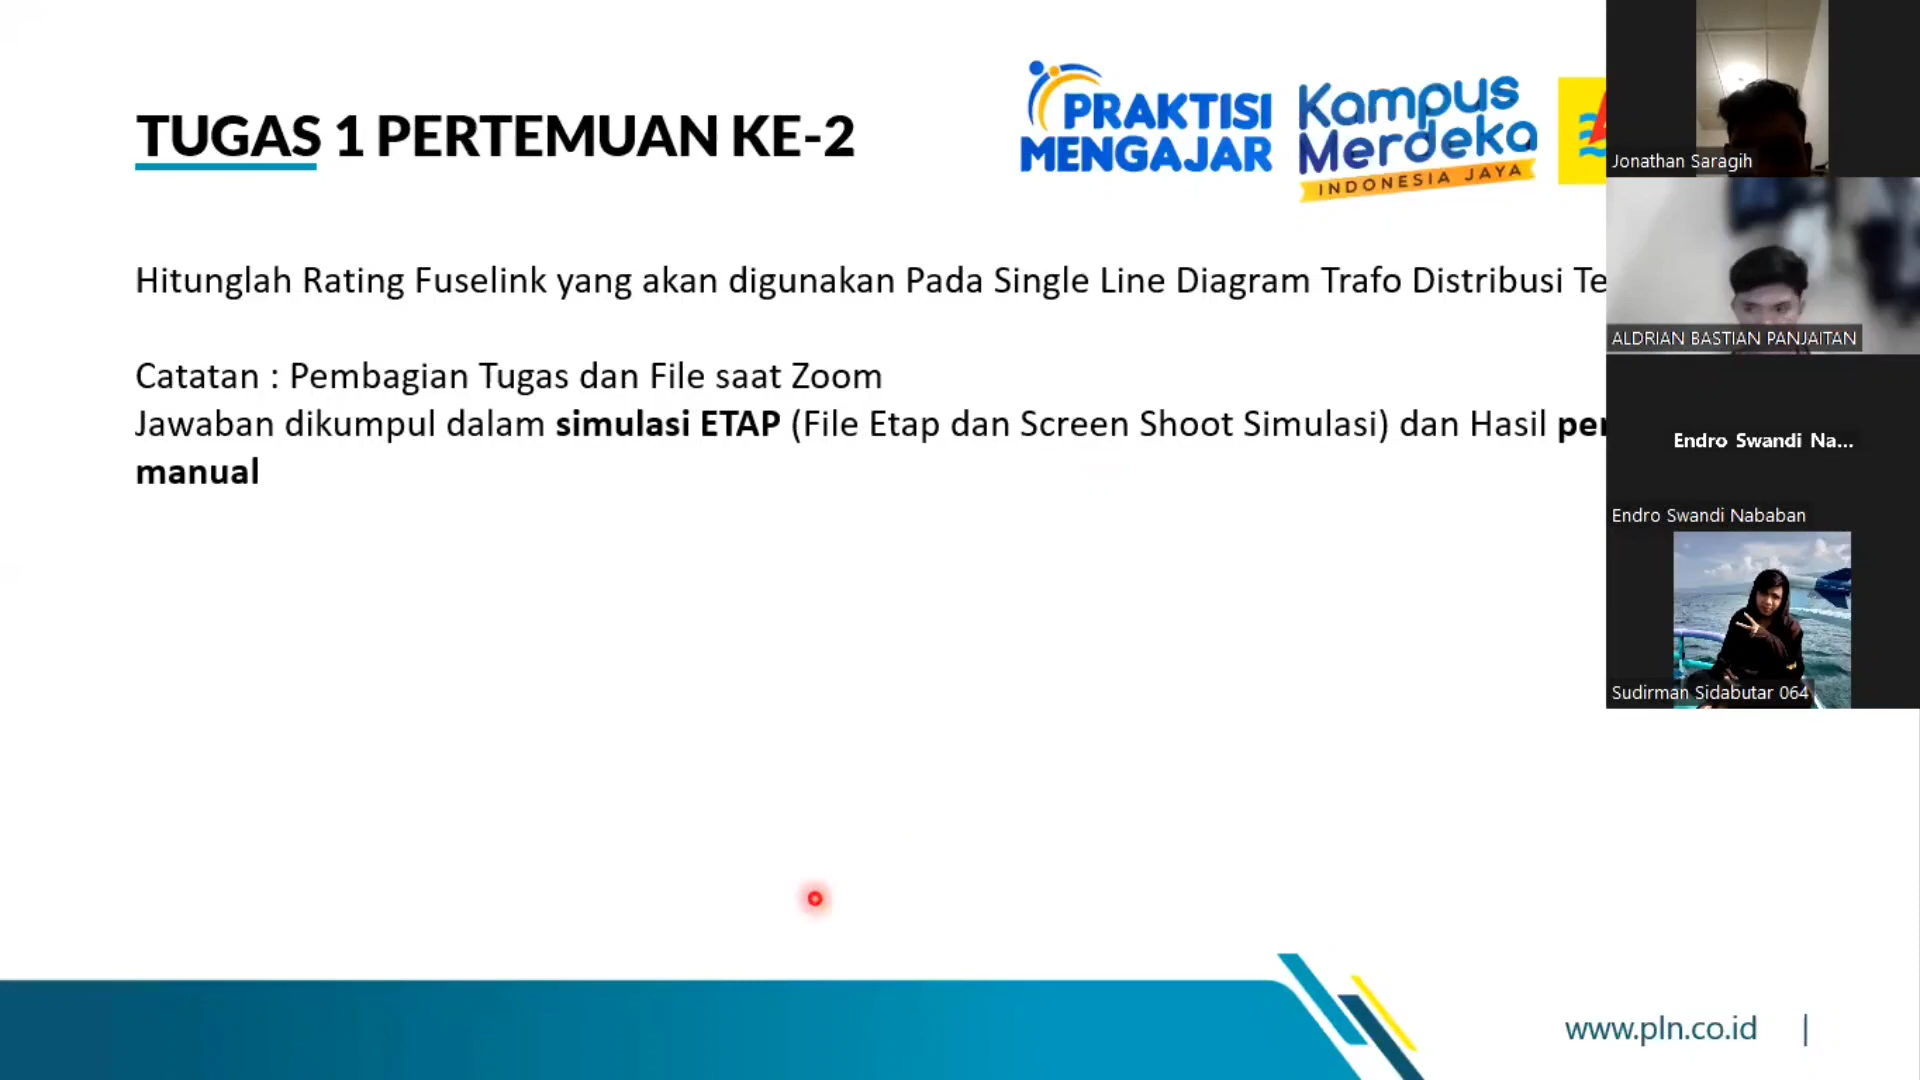 TUGAS 1 PERTEMUAN KE-2
PRAKTISI
MENGAJAR
Kampus
Merdeka
INDONESIA JAYA
Hitunglah Rating Fuselink yang akan digunakan Pada Single Line Diagram Trafo Distribusi Te
Catatan : Pembagian Tugas dan File saat Zoom
Jawaban dikumpul dalam simulasi ETAP (File Etap dan Screen Shoot Simulasi) dan Hasil per
manual
Jonathan Saragih
ALDRIAN BASTIAN PANJAITAN
Endro Swandi Na...
Endro Swandi Nababan
Sudirman Sidabutar 064
www.pln.co.id |